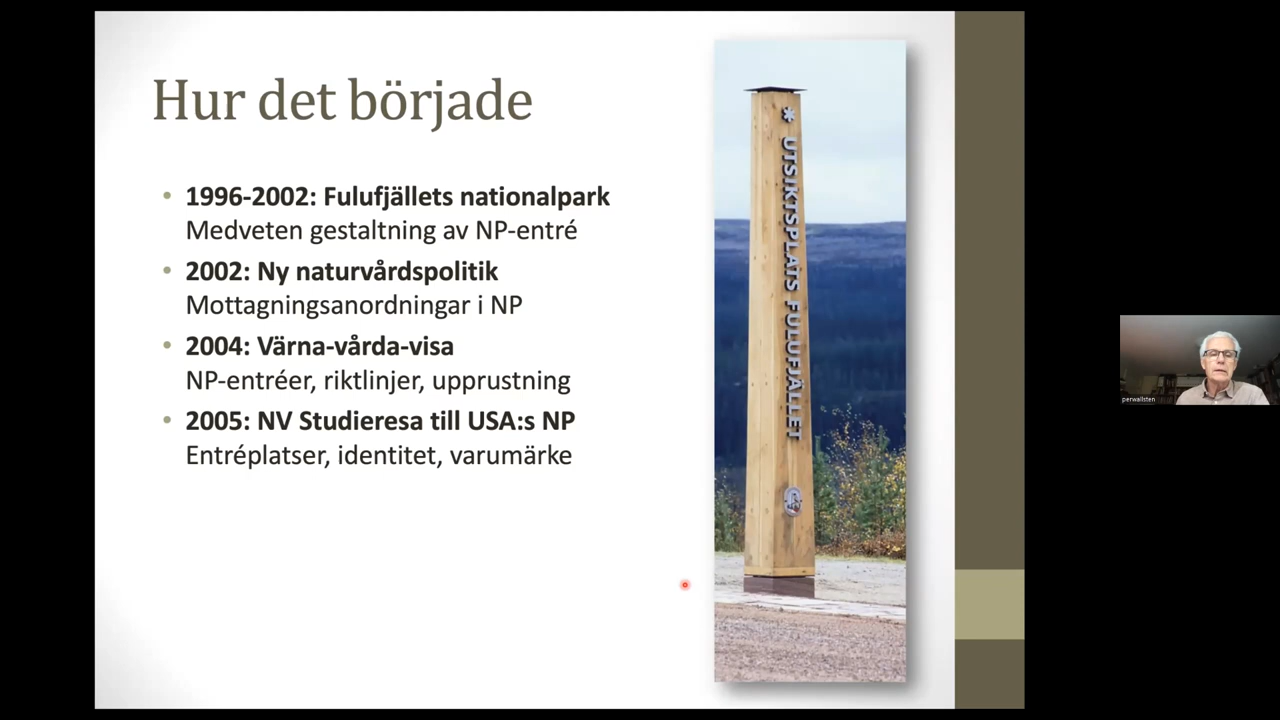 Hur det började
• 1996-2002: Fulufjällets nationalpark
Medveten gestaltning av NP-entré
• 2002: Ny naturvårdspolitik
Mottagningsanordningar i NP
• 2004: Värna-vårda-visa
NP-entréer, riktlinjer, upprustning
• 2005: NV Studieresa till USA:s NP
Entréplatser, identitet, varumärke
* UTSIKTSPLATS FULUFJÄLLET
perwallsten